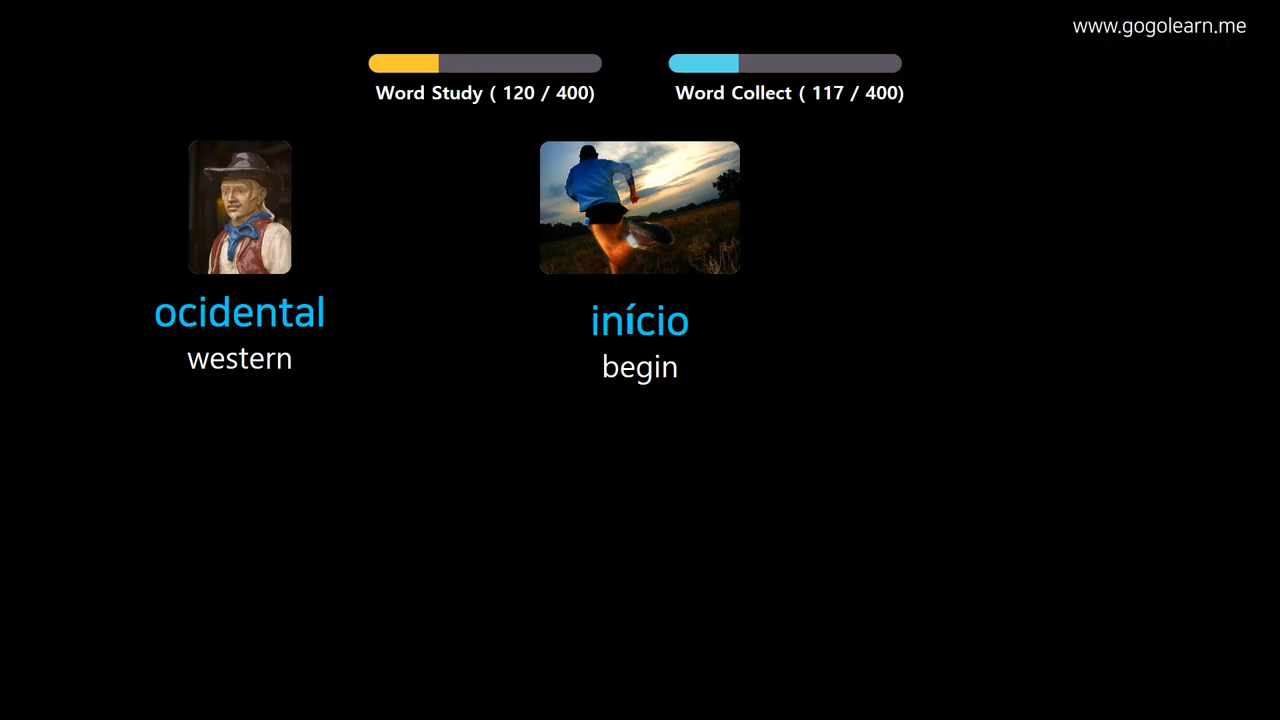 www.gogolearn.me
Word Study ( 120 / 400)
Word Collect ( 117 / 400)
ocidental
western
início
begin